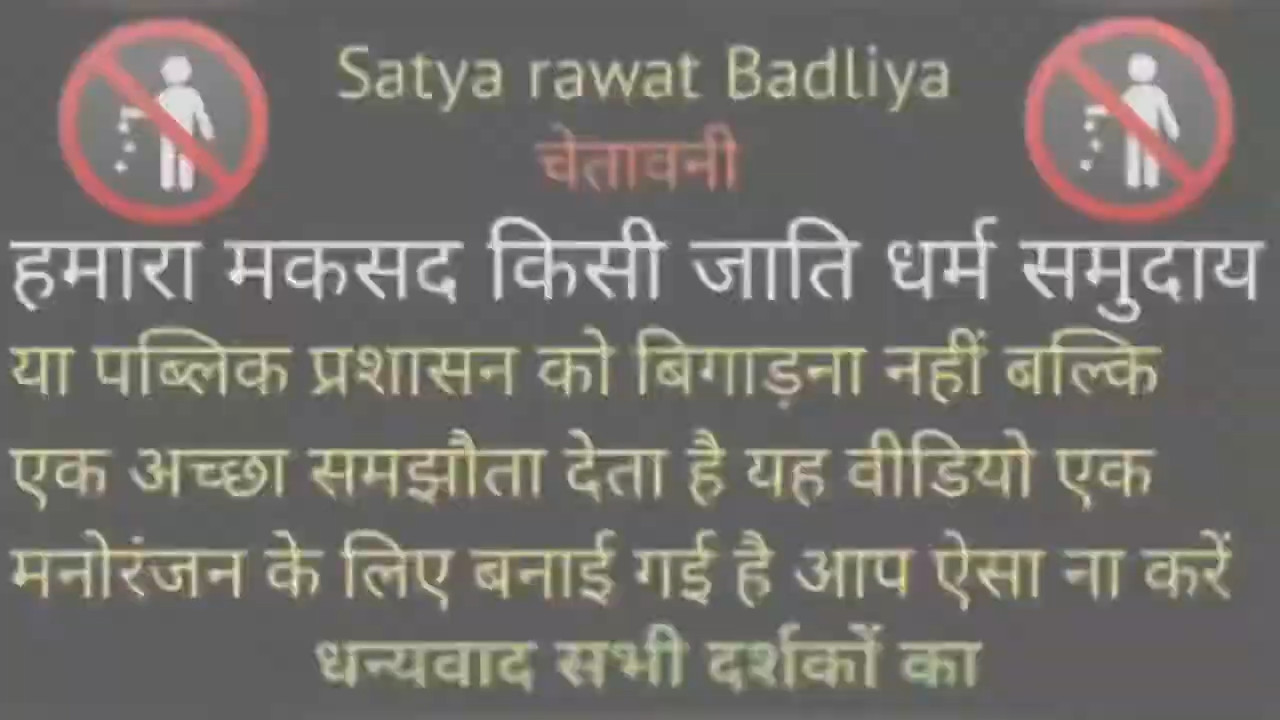 Satya rawat Badliya
चेतावनी
हमारा मकसद किसी जाति धर्म समुदाय
या पब्लिक प्रशासन को बिगाड़ना नहीं बल्कि
एक अच्छा समझौता देता है यह वीडियो एक
मनोरंजन के लिए बनाई गई है आप ऐसा ना करें
धन्यवाद सभी दर्शकों का